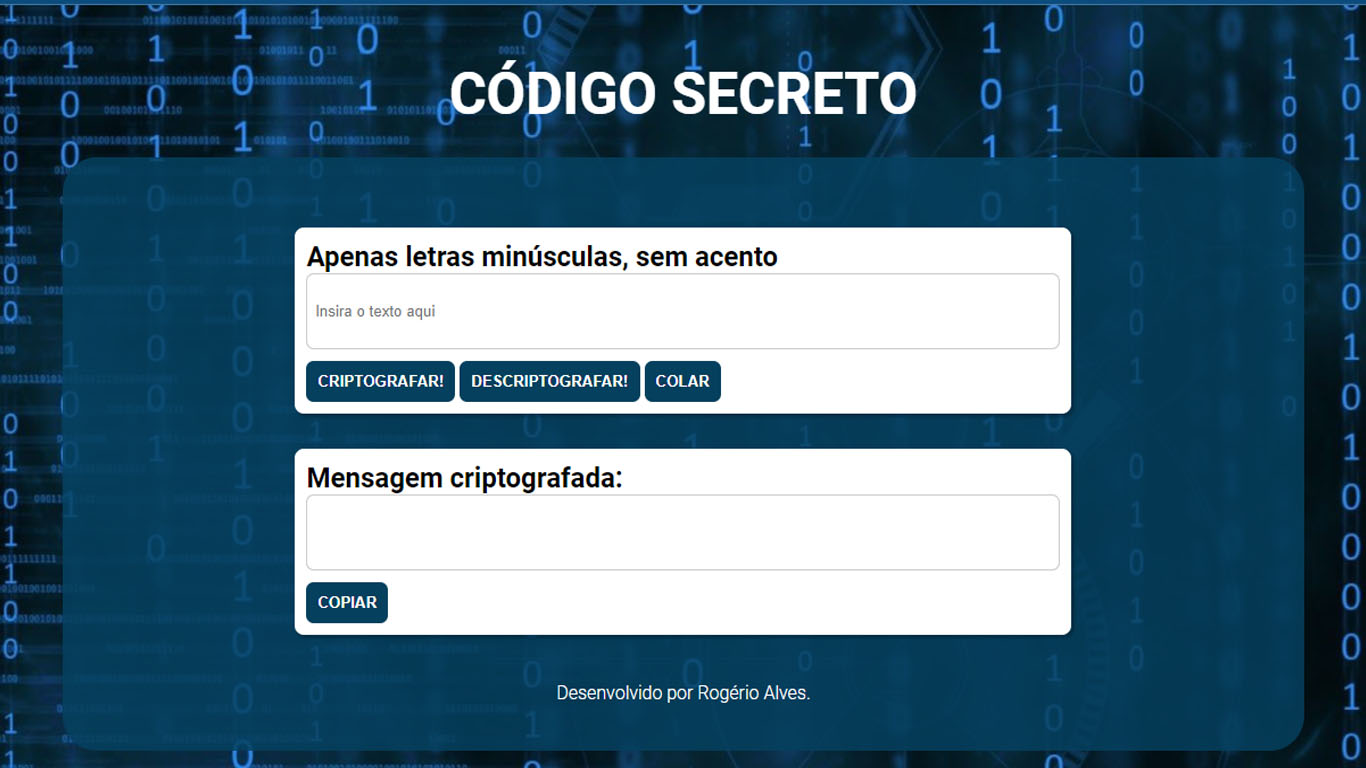 CÓDIGO SECRETO
Apenas letras minúsculas, sem acento
Insira o texto aqui
CRIPTOGRAFAR! DESCRIPTOGRAFAR! COLAR
Mensagem criptografada:
COPIAR
Desenvolvido por Rogério Alves.